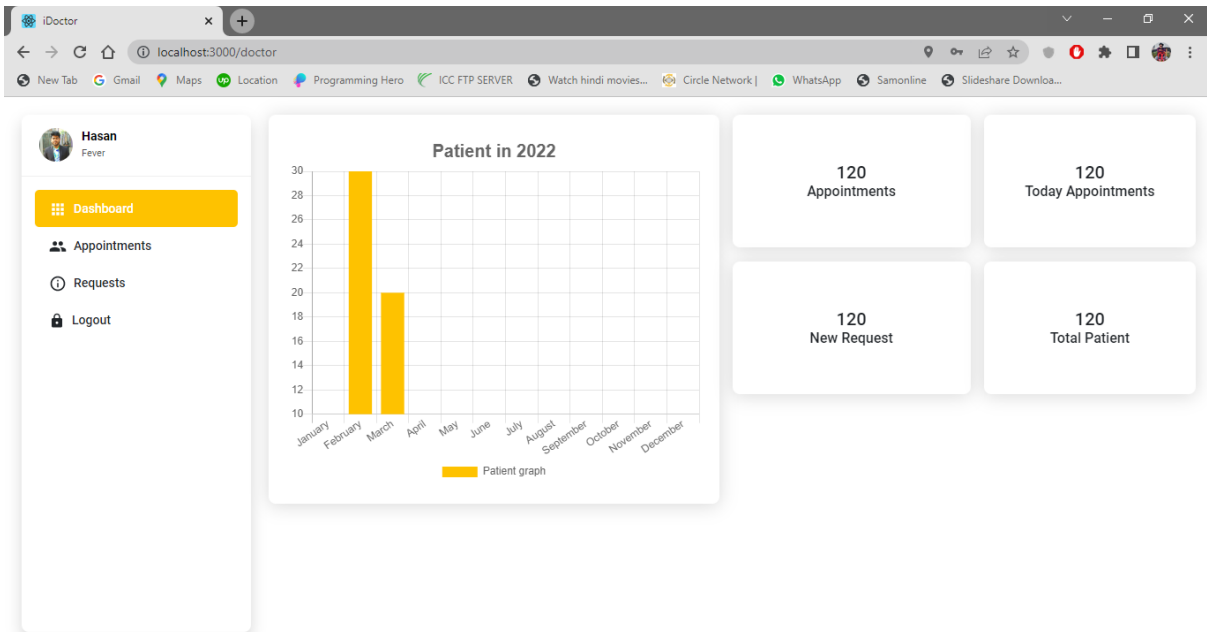 iDoctor
localhost:3000/doctor
New Tab Gmail Maps Location Programming Hero ICC FTP SERVER Watch hindi movies... Circle Network | WhatsApp Samonline Slideshare Downloa...
Hasan
Fever
Dashboard
Appointments
Requests
Logout
Patient in 2022
30
28
26
24
22
20
18
16
14
12
10
January February March April May June July August September October November December
Patient graph
120
Appointments
120
Today Appointments
120
New Request
120
Total Patient